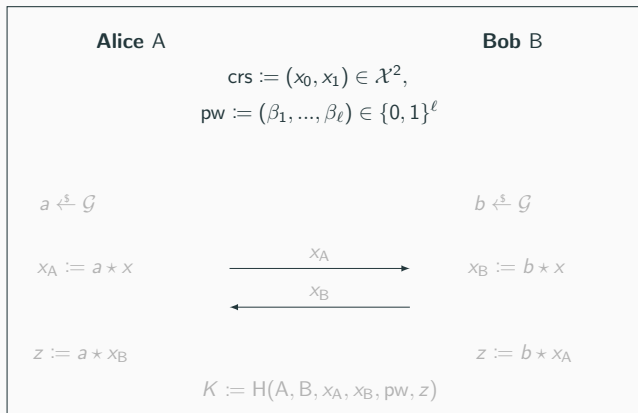 Alice A Bob B
crs := (x₀, x₁) ∈ 𝒳²,
pw := (β₁, ..., βℓ) ∈ {0, 1}^ℓ
a ←$ 𝒢 b ←$ 𝒢
x_A := a ⋆ x x_A x_B := b ⋆ x
x_B
z := a ⋆ x_B z := b ⋆ x_A
K := H(A, B, x_A, x_B, pw, z)